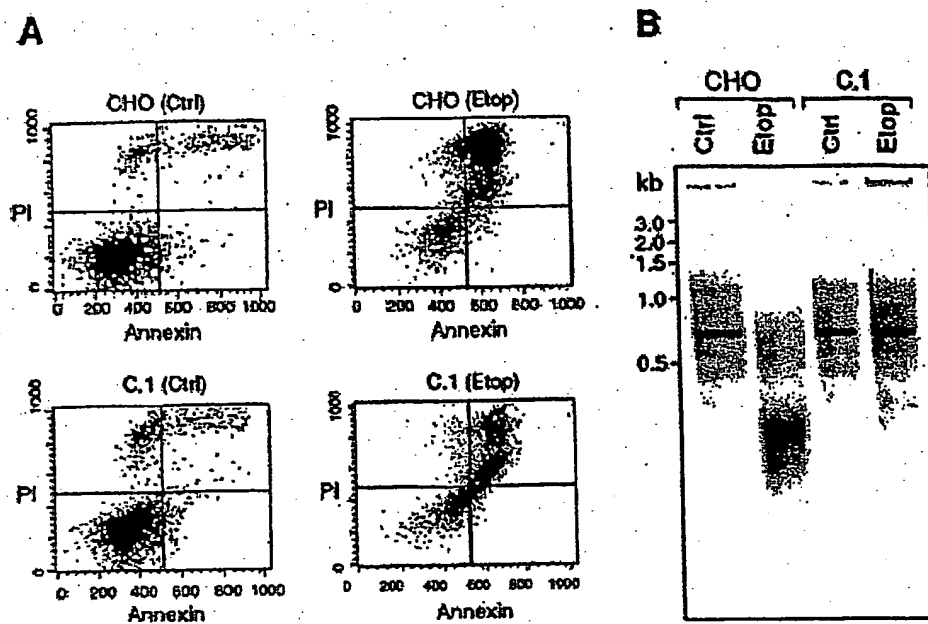 A
B
CHO (Ctrl)
1000
PI
0
0 200 400 600 800 1000
Annexin
CHO (Etop)
1000
PI
0
0 200 400 600 800 1000
Annexin
C.1 (Ctrl)
1000
PI
0
0 200 400 600 800 1000
Annexin
C.1 (Etop)
1000
PI
0
0 200 400 600 800 1000
Annexin
CHO C.1
Ctrl Etop Ctrl Etop
kb
3.0
2.0
1.5
1.0
0.5